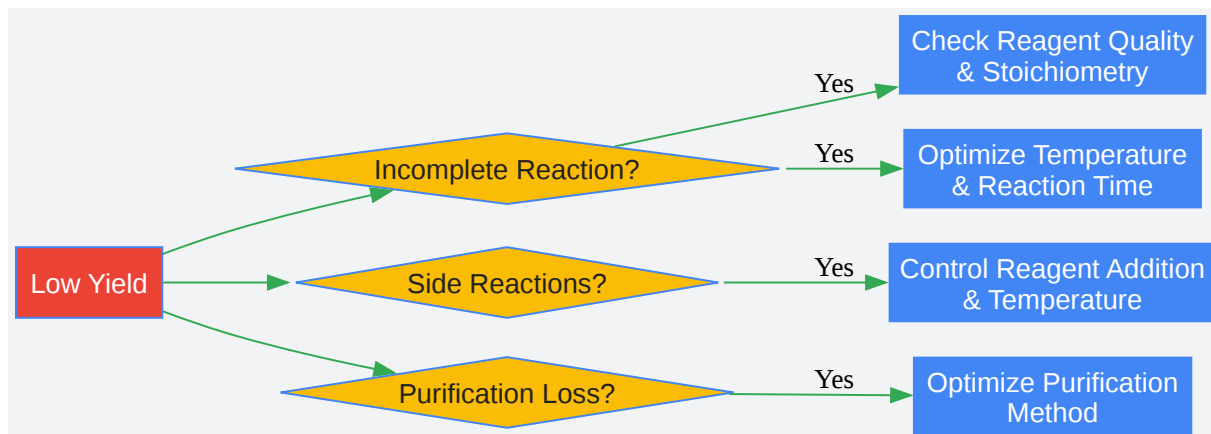 Low Yield
Incomplete Reaction?
Yes
Check Reagent Quality
& Stoichiometry
Yes
Optimize Temperature
& Reaction Time
Side Reactions?
Yes
Control Reagent Addition
& Temperature
Purification Loss?
Yes
Optimize Purification
Method